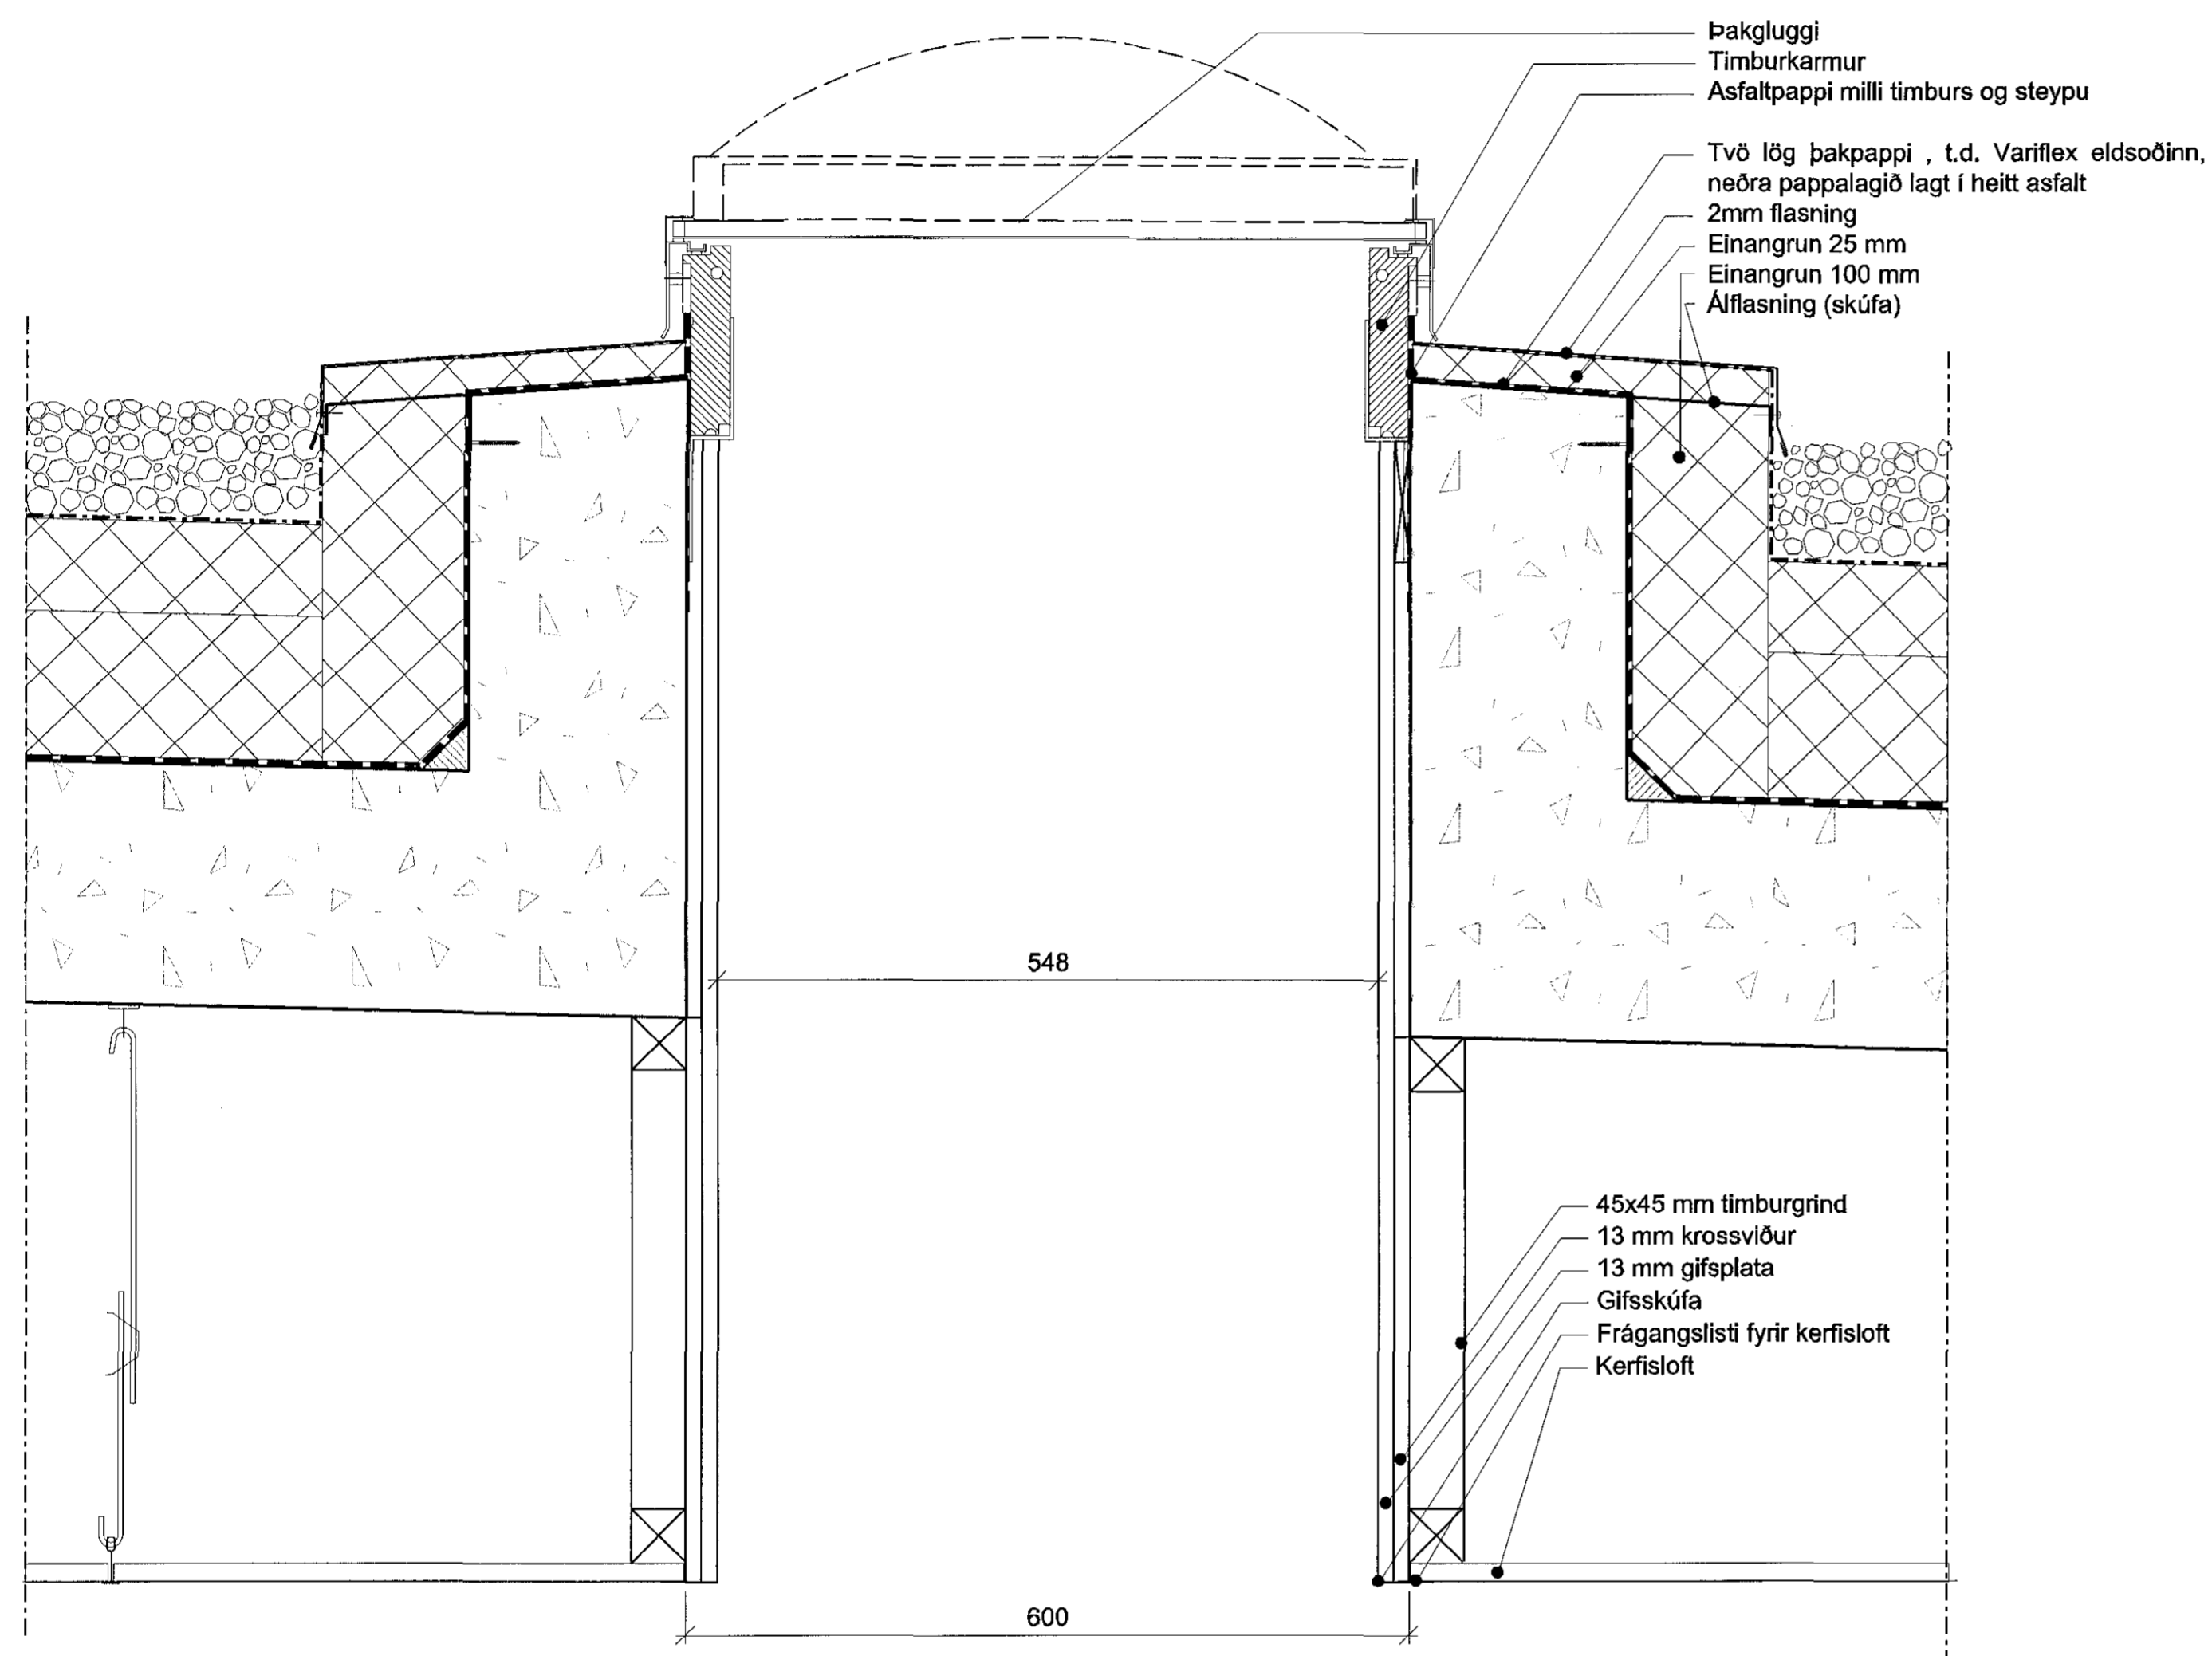 Þakgluggi
Timburkarmur
Asfaltpappi milli timburs og steypu
Tvö lög þakpappi , t.d. Variflex eldsoðinn,
neðra pappalagið lagt í heitt asfalt
2mm flasning
Einangrun 25 mm
Einangrun 100 mm
Álflasning (skúfa)
548
45x45 mm timburgrind
13 mm krossviður
13 mm gifsplata
Gifsskúfa
Frágangslisti fyrir kerfisloft
Kerfisloft
600